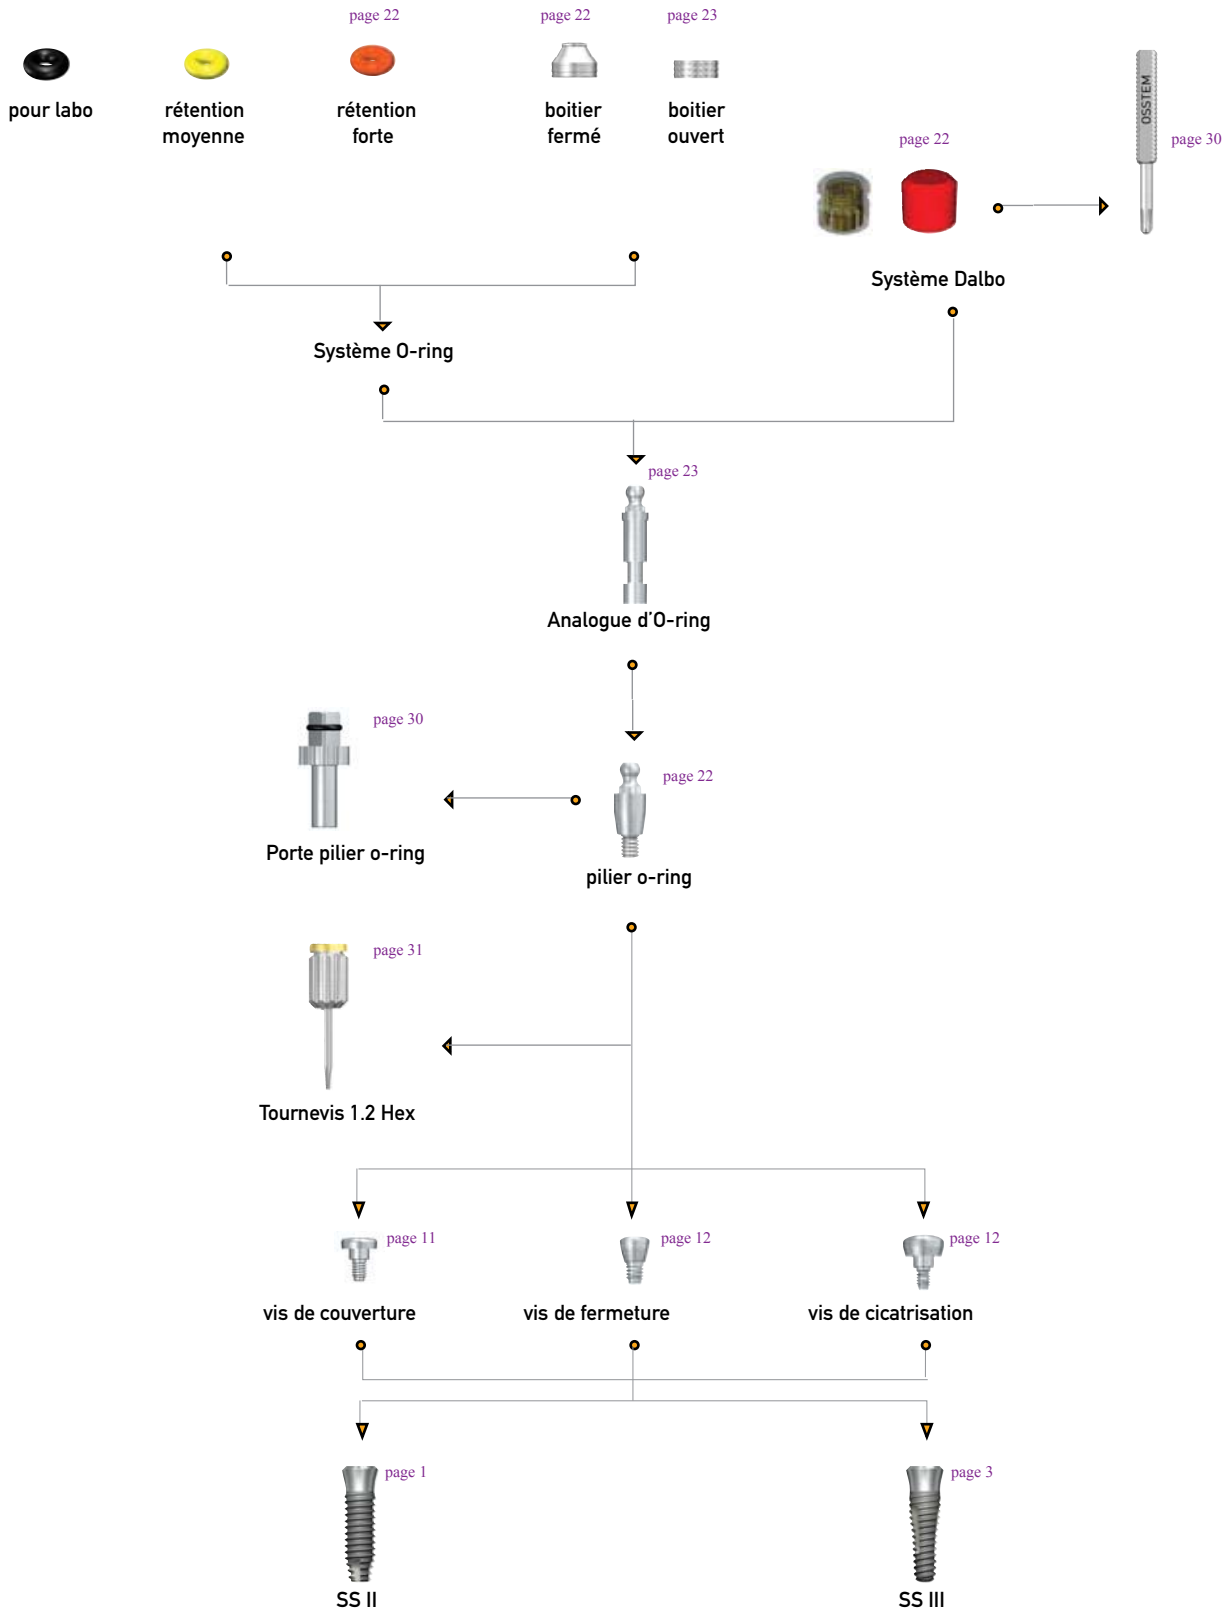 page 22
page 22
page 23
pour labo
rétention
moyenne
rétention
forte
boitier
fermé
boitier
ouvert
OSSTEM
page 22
page 30
Système Dalbo
Système O-ring
page 23
Analogue d'O-ring
page 30
page 22
Porte pilier o-ring
pilier o-ring
page 31
Tournevis 1.2 Hex
page 11
page 12
page 12
vis de couverture
vis de fermeture
vis de cicatrisation
page 1
page 3
SS II
SS III